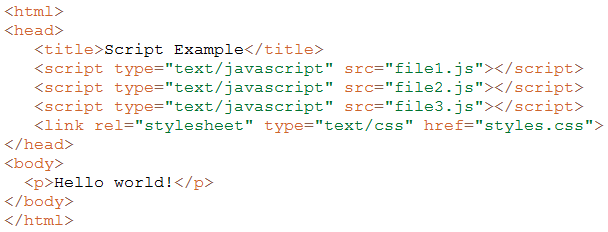 <html>
<head>
   <title>Script Example</title>
   <script type="text/javascript" src="file1.js"></script>
   <script type="text/javascript" src="file2.js"></script>
   <script type="text/javascript" src="file3.js"></script>
   <link rel="stylesheet" type="text/css" href="styles.css">
</head>
<body>
  <p>Hello world!</p>
</body>
</html>